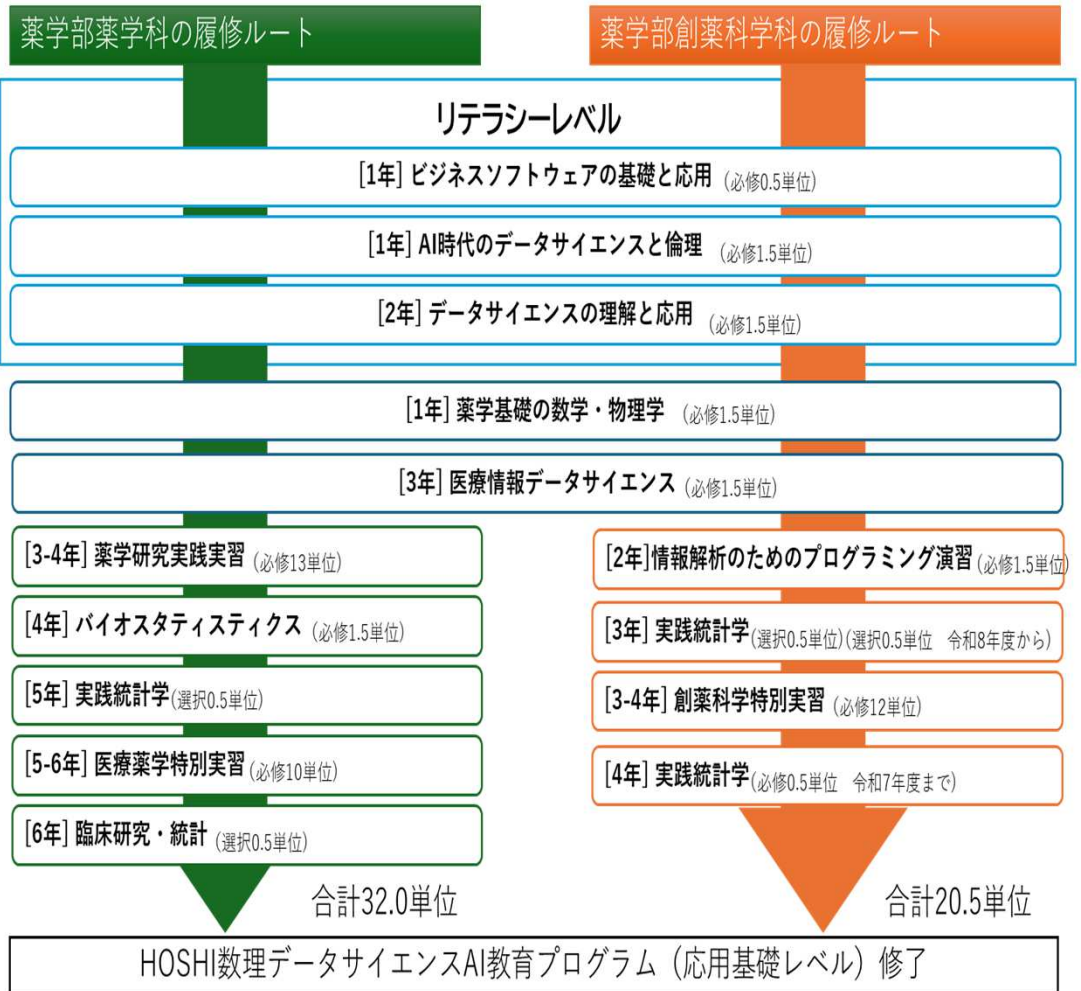 薬学部薬学科の履修ルート
薬学部創薬科学科の履修ルート
リテラシーレベル
[1年] ビジネスソフトウェアの基礎と応用 (必修0.5単位)
[1年] AI時代のデータサイエンスと倫理 (必修1.5単位)
[2年] データサイエンスの理解と応用 (必修1.5単位)
[1年] 薬学基礎の数学・物理学 (必修1.5単位)
[3年] 医療情報データサイエンス (必修1.5単位)
[3-4年] 薬学研究実践実習 (必修13単位)
[4年] バイオスタティスティクス (必修1.5単位)
[5年] 実践統計学(選択0.5単位)
[5-6年] 医療薬学特別実習 (必修10単位)
[6年] 臨床研究・統計 (選択0.5単位)
合計32.0単位
[2年]情報解析のためのプログラミング演習 (必修1.5単位)
[3年] 実践統計学(選択0.5単位)(選択0.5単位 令和8年度から)
[3-4年] 創薬科学特別実習 (必修12単位)
[4年] 実践統計学(必修0.5単位 令和7年度まで)
合計20.5単位
HOSHI数理データサイエンスAI教育プログラム（応用基礎レベル）修了